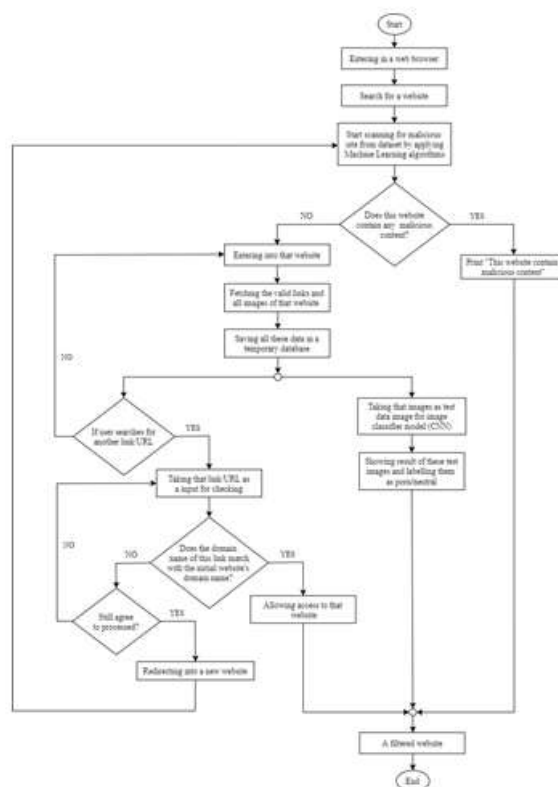 Start
Entering in a web browser
Search for a website
Start scanning for malicious
site from dataset by applying
Machine Learning algorithms
Does this website
contain any malicious
content?
NO
YES
Entering into that website
Print "This website contain
malicious content"
Fetching the valid links and
all images of that website
Saving all these data in a
temporary database
NO
If user searches for
another link/URL
YES
Taking that images as test
data image for image
classifier model (CNN)
Showing result of these test
images and labelling them
as porn/neutral
Taking that link/URL as
a input for checking
NO
Does the domain
name of this link match
with the initial website's
domain name?
NO
YES
Still agree
to processed?
YES
Allowing access to that
website
Redirecting into a new website
A filtered website
End